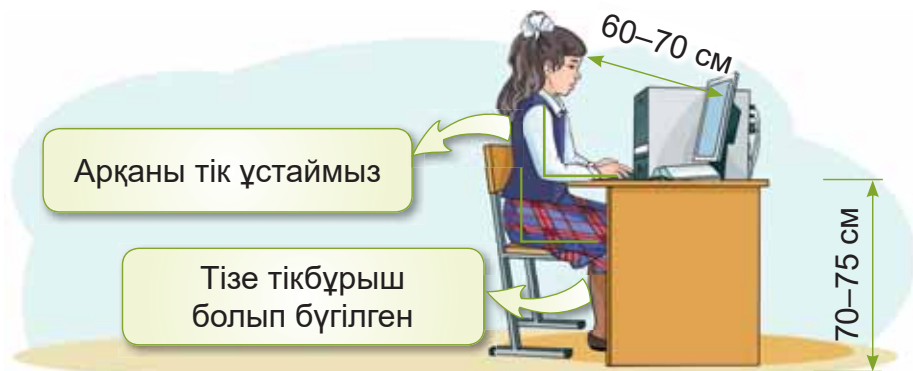 60–70 см
Арқаны тік ұстаймыз
Тізе тікбұрыш
болып бүгілген
70–75 см